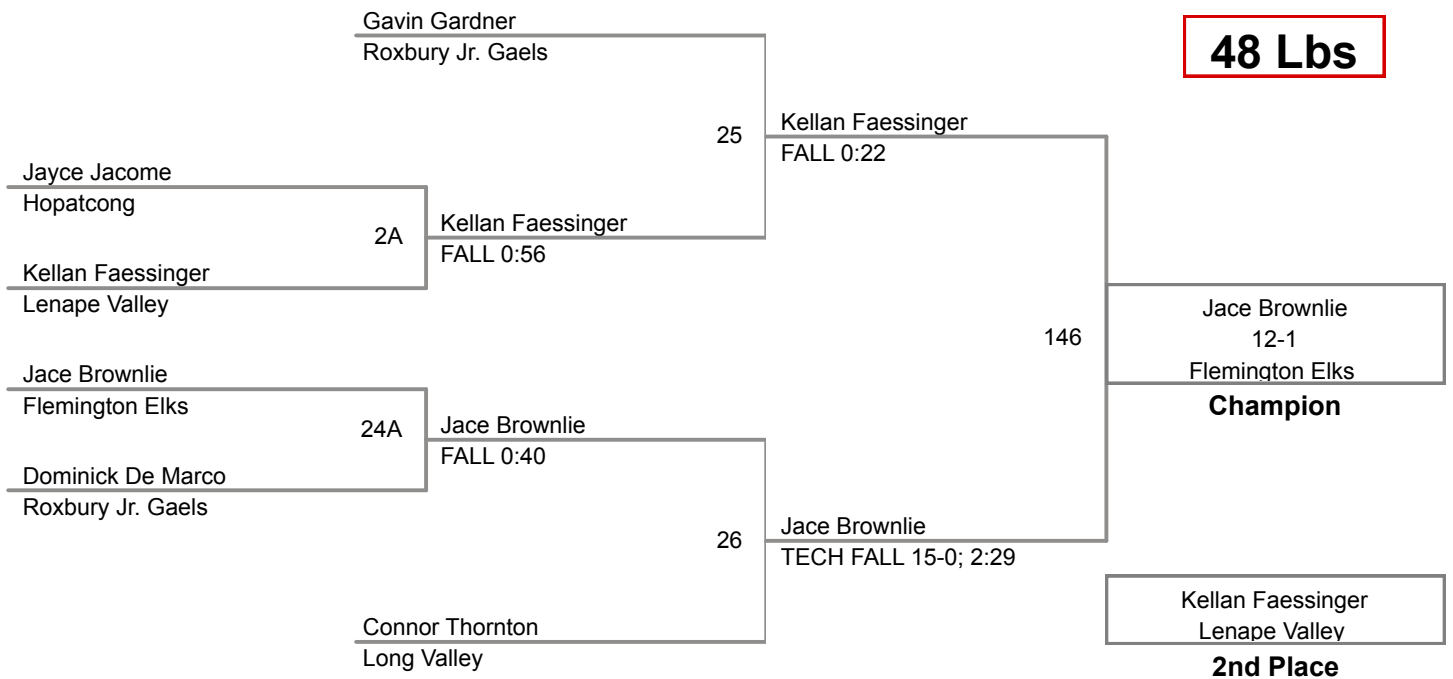 Gavin Gardner
Roxbury Jr. Gaels
48 Lbs
25
Kellan Faessinger
FALL 0:22
Jayce Jacome
Hopatcong
2A
Kellan Faessinger
FALL 0:56
Kellan Faessinger
Lenape Valley
146
Jace Brownlie
12-1
Flemington Elks
Champion
Jace Brownlie
Flemington Elks
24A
Jace Brownlie
FALL 0:40
Dominick De Marco
Roxbury Jr. Gaels
26
Jace Brownlie
TECH FALL 15-0; 2:29
Connor Thornton
Long Valley
Kellan Faessinger
Lenape Valley
2nd Place